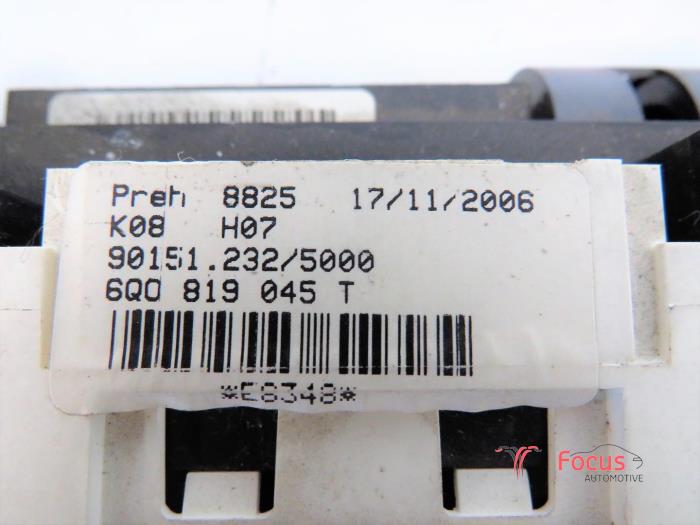 Preh 8825 17/11/2006
K08 H07
90151.232/5000
6Q0 819 045 T
*E6348*
Focus
AUTOMOTIVE